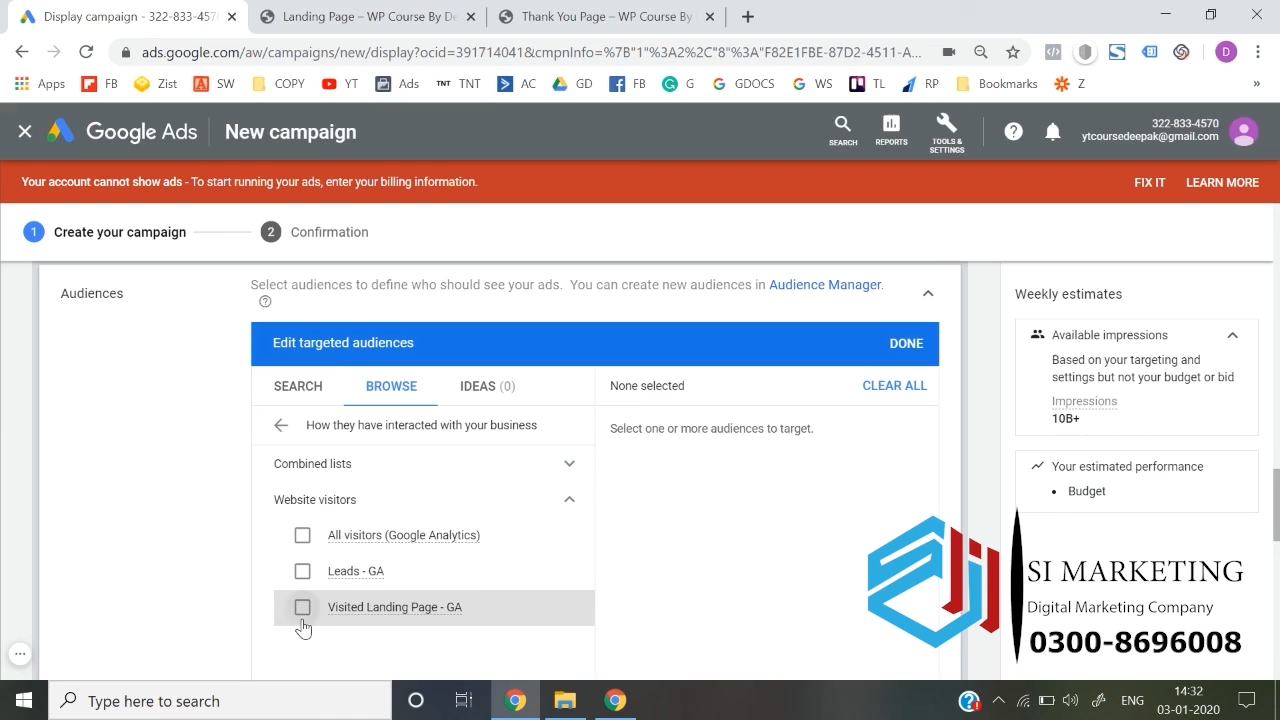 Display campaign - 322-833-457
Landing Page – WP Course By De
Thank You Page – WP Course By
ads.google.com/aw/campaigns/new/display?ocid=391714041&cmpnInfo=%7B"1"%3A2%2C"8"%3A"F82E1FBE-87D2-4511-A...
D
Apps
FB
Zist
SW
COPY
YT
Ads
TNT TNT
AC
GD
FB
G
GDOCS
WS
TL
RP
Bookmarks
Z
»
Google Ads
New campaign
SEARCH
REPORTS
TOOLS &
SETTINGS
322-833-4570
ytcoursedeepak@gmail.com
Your account cannot show ads - To start running your ads, enter your billing information.
FIX IT
LEARN MORE
1 Create your campaign
2 Confirmation
Audiences
Select audiences to define who should see your ads. You can create new audiences in Audience Manager.
Edit targeted audiences
DONE
SEARCH
BROWSE
IDEAS (0)
None selected
CLEAR ALL
How they have interacted with your business
Select one or more audiences to target.
Combined lists
Website visitors
All visitors (Google Analytics)
Leads - GA
Visited Landing Page - GA
Weekly estimates
Available impressions
Based on your targeting and
settings but not your budget or bid
Impressions
10B+
Your estimated performance
• Budget
SI MARKETING
Digital Marketing Company
0300-8696008
Type here to search
ENG
14:32
03-01-2020